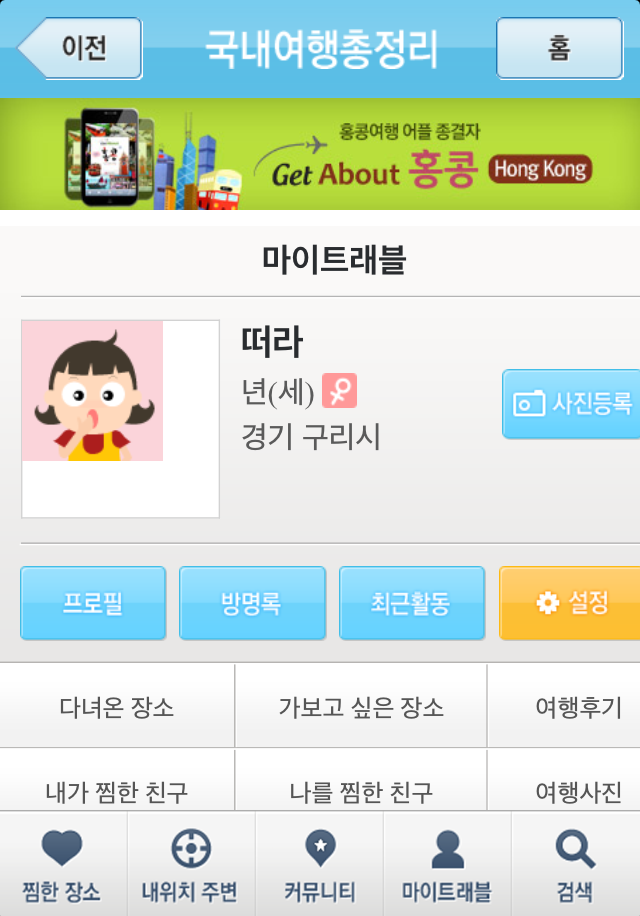 이전
국내여행총정리
홈
홍콩여행 어플 종결자
Get About 홍콩 Hong Kong
마이트래블
떠라
년(세)
경기 구리시
사진등록
프로필
방명록
최근활동
설정
다녀온 장소
가보고 싶은 장소
여행후기
내가 찜한 친구
나를 찜한 친구
여행사진
찜한 장소
내위치 주변
커뮤니티
마이트래블
검색